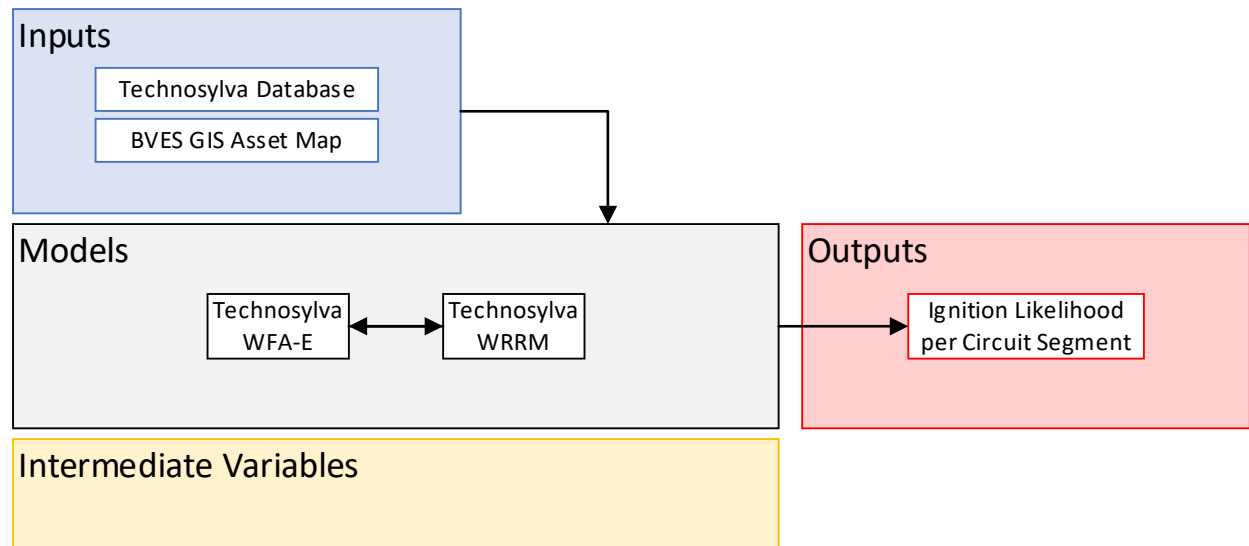 Inputs
Technosylva Database
BVES GIS Asset Map
Models
Technosylva
WFA-E
Technosylva
WRRM
Outputs
Ignition Likelihood
per Circuit Segment
Intermediate Variables